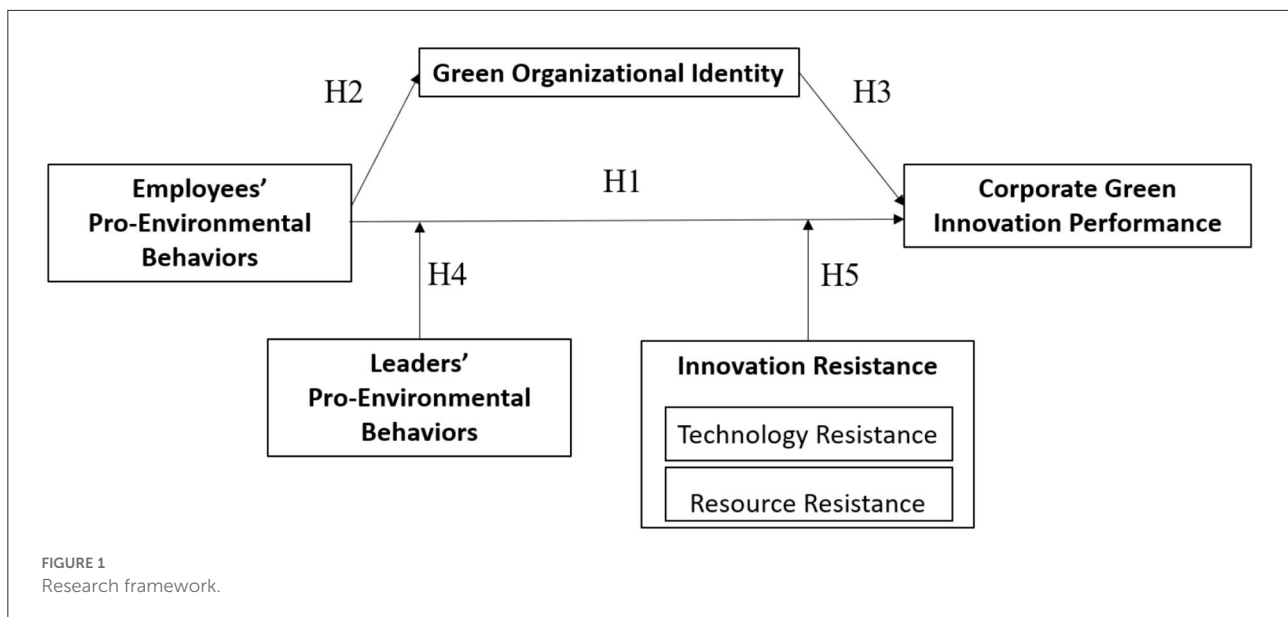 Green Organizational Identity
H2
H3
Employees’
Pro-Environmental
Behaviors
H1
Corporate Green
Innovation Performance
H4
H5
Leaders’
Pro-Environmental
Behaviors
Innovation Resistance
Technology Resistance
Resource Resistance
FIGURE 1
Research framework.